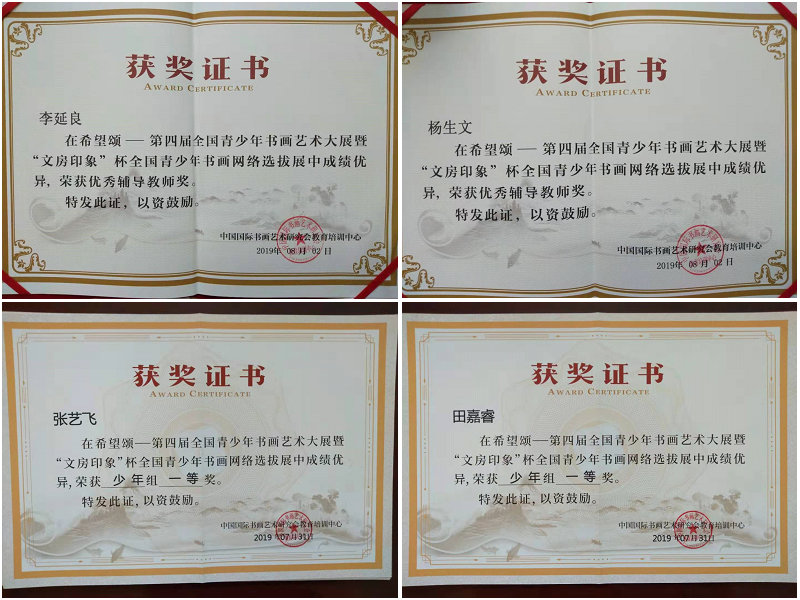 获奖证书
AWARD CERTIFICATE
李延良
在希望颂——第四届全国青少年书画艺术大展暨
“文房印象”杯全国青少年书画网络选拔展中成绩优
异，荣获优秀辅导教师奖。
特发此证，以资鼓励。
中国国际书画艺术研究会教育培训中心
2019年 08 月 02 日
获奖证书
AWARD CERTIFICATE
杨生文
在希望颂——第四届全国青少年书画艺术大展暨
“文房印象”杯全国青少年书画网络选拔展中成绩优
异，荣获优秀辅导教师奖。
特发此证，以资鼓励。
中国国际书画艺术研究会教育培训中心
2019年 08 月 02 日
获奖证书
AWARD CERTIFICATE
张艺飞
在希望颂——第四届全国青少年书画艺术大展暨
“文房印象”杯全国青少年书画网络选拔展中成绩优
异，荣获 少年组 一等 奖。
特发此证，以资鼓励。
中国国际书画艺术研究会教育培训中心
2019年07月31日
获奖证书
AWARD CERTIFICATE
田嘉睿
在希望颂——第四届全国青少年书画艺术大展暨
“文房印象”杯全国青少年书画网络选拔展中成绩优
异，荣获 少年组 一等 奖。
特发此证，以资鼓励。
中国国际书画艺术研究会教育培训中心
2019年07月31日